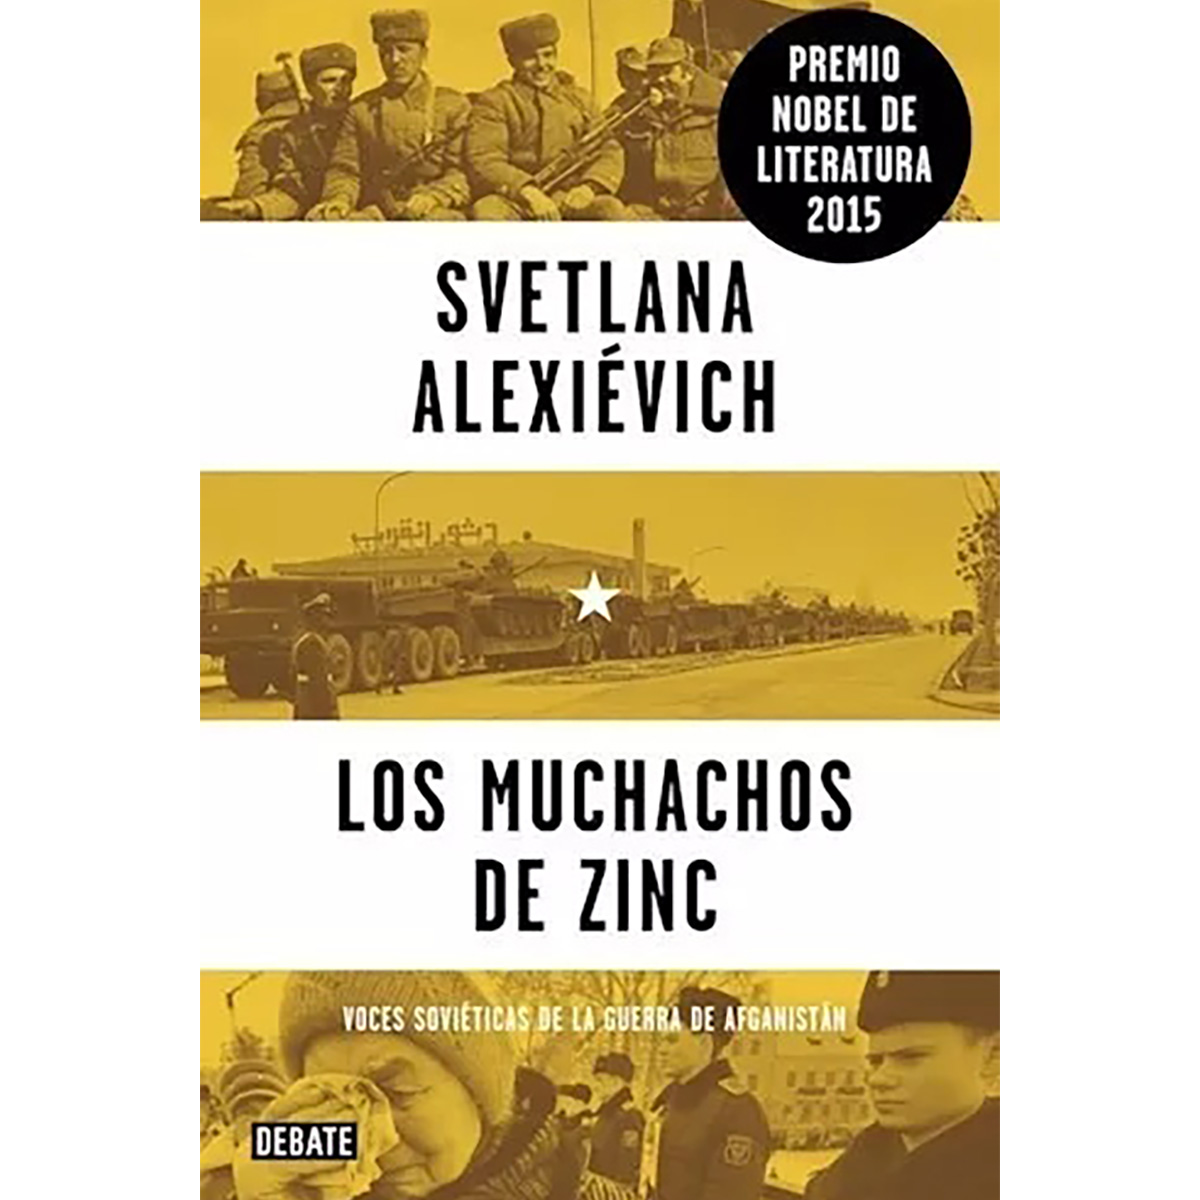 PREMIO
NOBEL DE
LITERATURA
2015
SVETLANA
ALEXIÉVICH
LOS MUCHACHOS
DE ZINC
VOCES SOVIÉTICAS DE LA GUERRA DE AFGANISTÁN
DEBATE